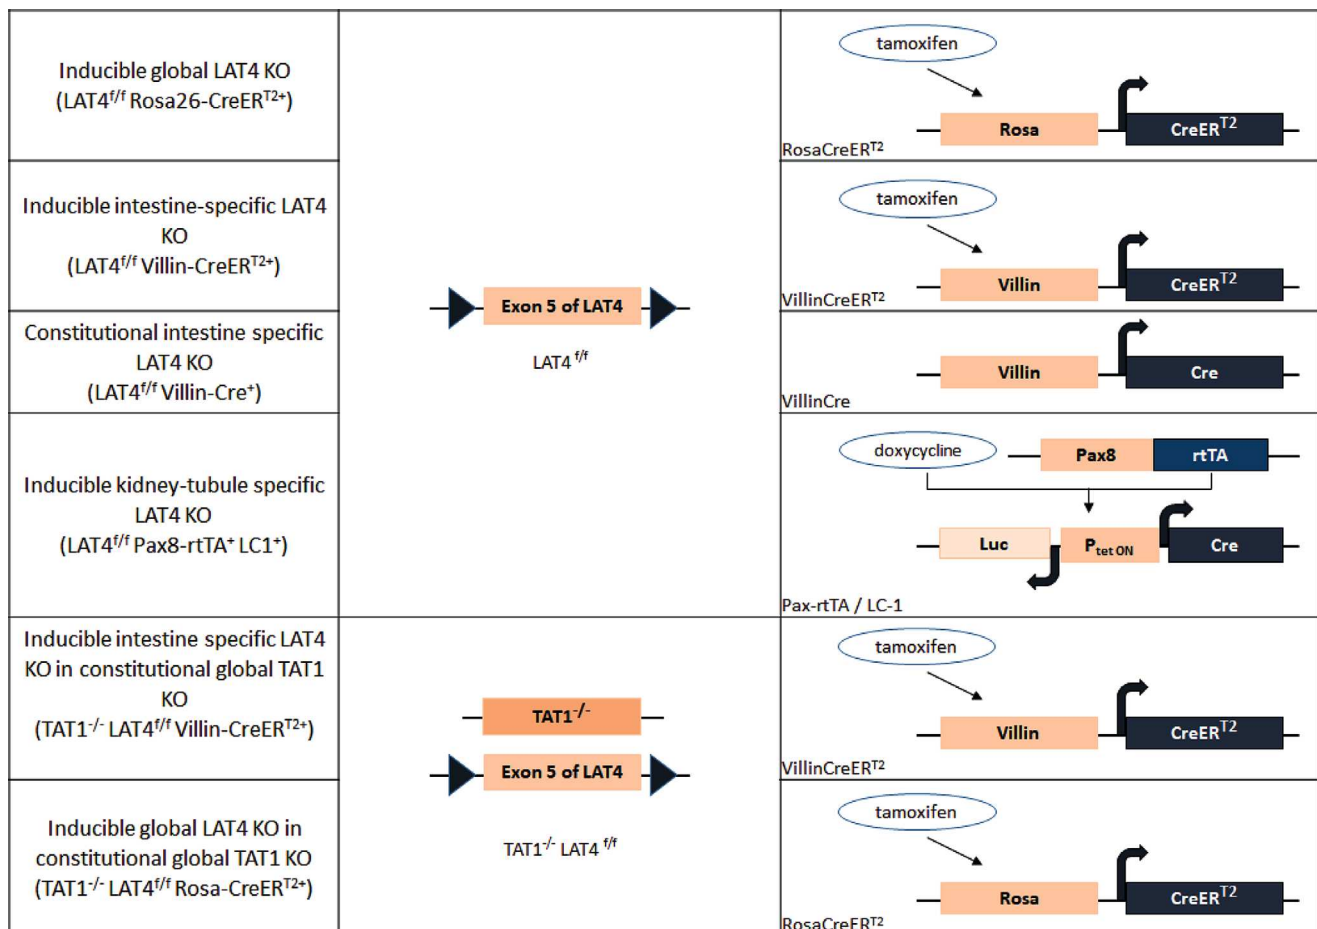 Inducible global LAT4 KO
(LAT4f/f Rosa26-CreERT2+)
tamoxifen
Rosa
CreERT2
RosaCreERT2
Inducible intestine-specific LAT4
KO
(LAT4f/f Villin-CreERT2+)
tamoxifen
Villin
CreERT2
VillinCreERT2
Exon 5 of LAT4
LAT4 f/f
Constitutional intestine specific
LAT4 KO
(LAT4f/f Villin-Cre+)
Villin
Cre
VillinCre
Inducible kidney-tubule specific
LAT4 KO
(LAT4f/f Pax8-rtTA+ LC1+)
doxycycline
Pax8
rtTA
Luc
Ptet ON
Cre
Pax-rtTA / LC-1
Inducible intestine specific LAT4
KO in constitutional global TAT1
KO
(TAT1-/- LAT4f/f Villin-CreERT2+)
TAT1-/-
Exon 5 of LAT4
TAT1-/- LAT4 f/f
tamoxifen
Villin
CreERT2
VillinCreERT2
Inducible global LAT4 KO in
constitutional global TAT1 KO
(TAT1-/- LAT4f/f Rosa-CreERT2+)
tamoxifen
Rosa
CreERT2
RosaCreERT2